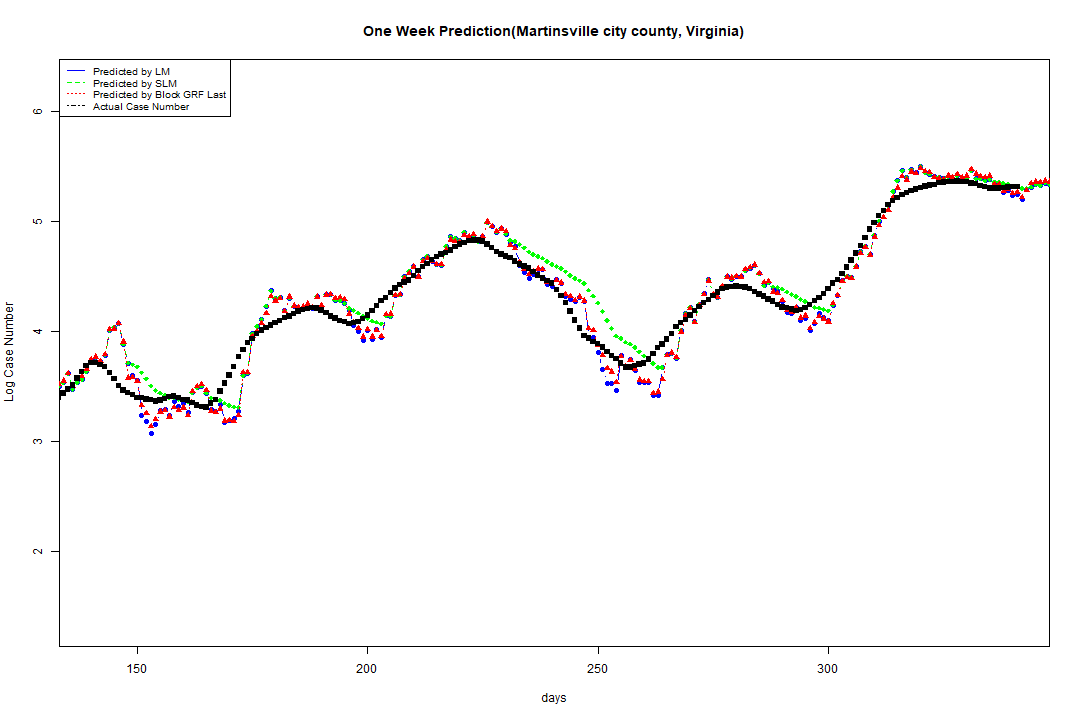 One Week Prediction(Martinsville city county, Virginia)
Predicted by LM
Predicted by SLM
Predicted by Block GRF Last
Actual Case Number
6
5
4
3
2
Log Case Number
150 200 250 300
days